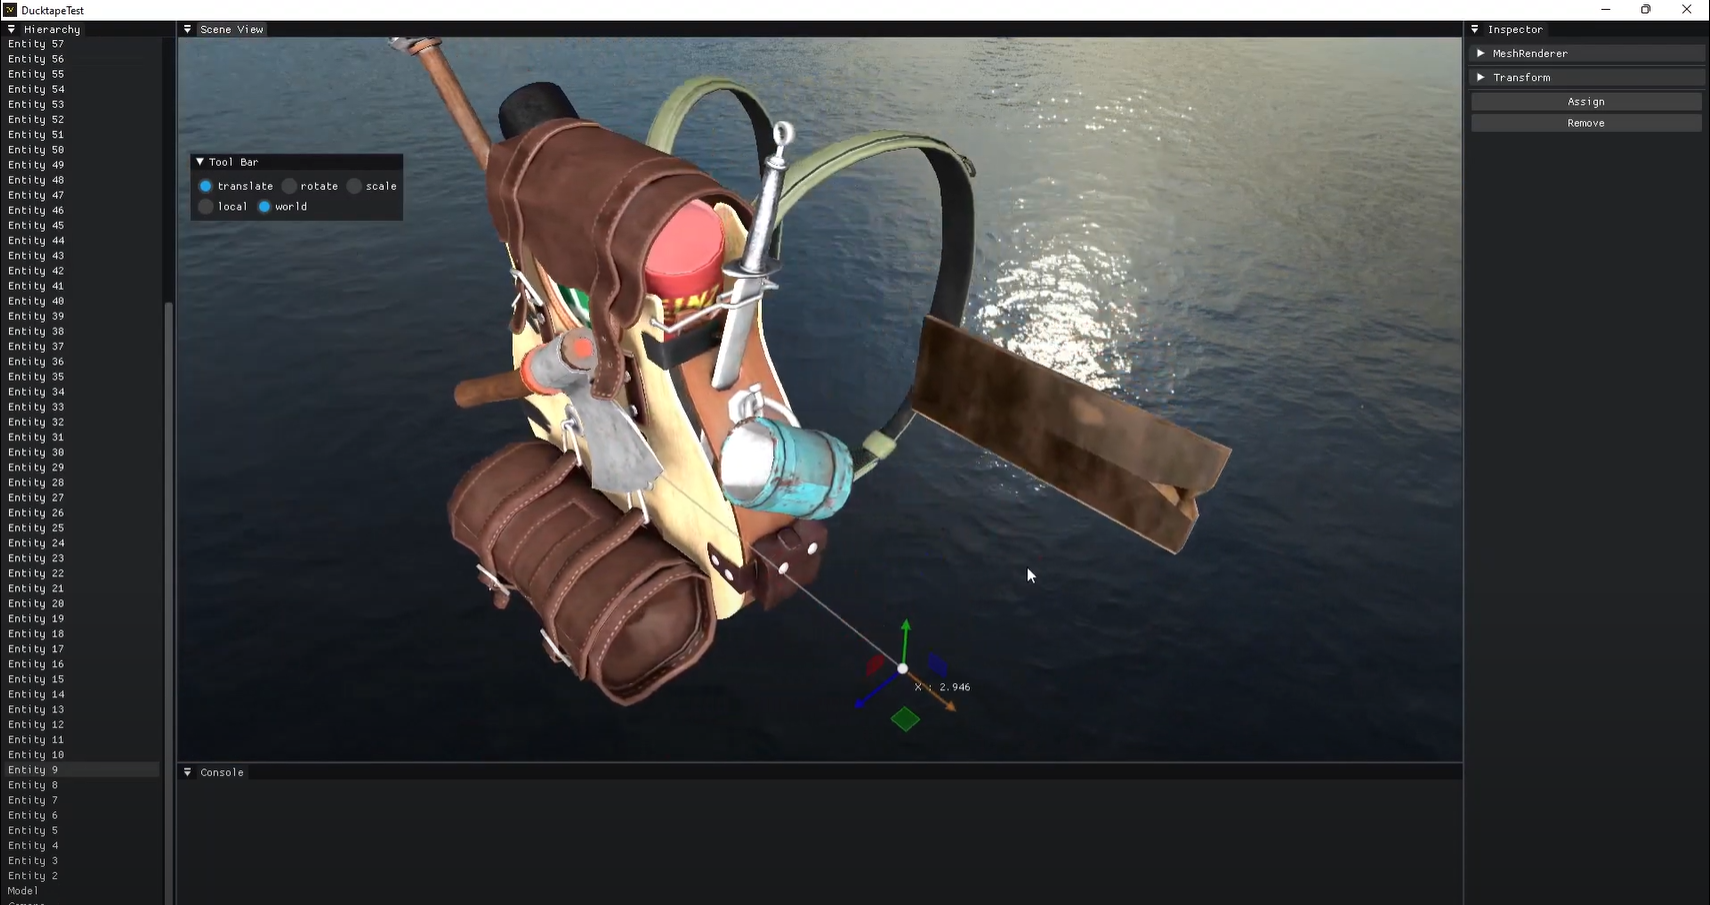 DucktapeTest
Hierarchy
Entity 57
Entity 56
Entity 55
Entity 54
Entity 53
Entity 52
Entity 51
Entity 50
Entity 49
Entity 48
Entity 47
Entity 46
Entity 45
Entity 44
Entity 43
Entity 42
Entity 41
Entity 40
Entity 39
Entity 38
Entity 37
Entity 36
Entity 35
Entity 34
Entity 33
Entity 32
Entity 31
Entity 30
Entity 29
Entity 28
Entity 27
Entity 26
Entity 25
Entity 24
Entity 23
Entity 22
Entity 21
Entity 20
Entity 19
Entity 18
Entity 17
Entity 16
Entity 15
Entity 14
Entity 13
Entity 12
Entity 11
Entity 10
Entity 9
Entity 8
Entity 7
Entity 6
Entity 5
Entity 4
Entity 3
Entity 2
Model
Scene View
Tool Bar
translate rotate scale
local world
X : 2.946
Console
Inspector
MeshRenderer
Transform
Assign
Remove